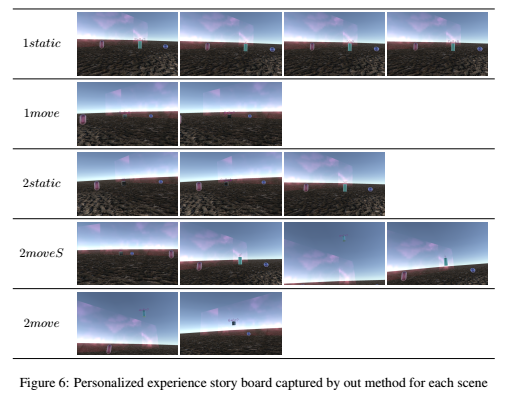 1static
1move
2static
2moveS
2move
Figure 6: Personalized experience story board captured by out method for each scene